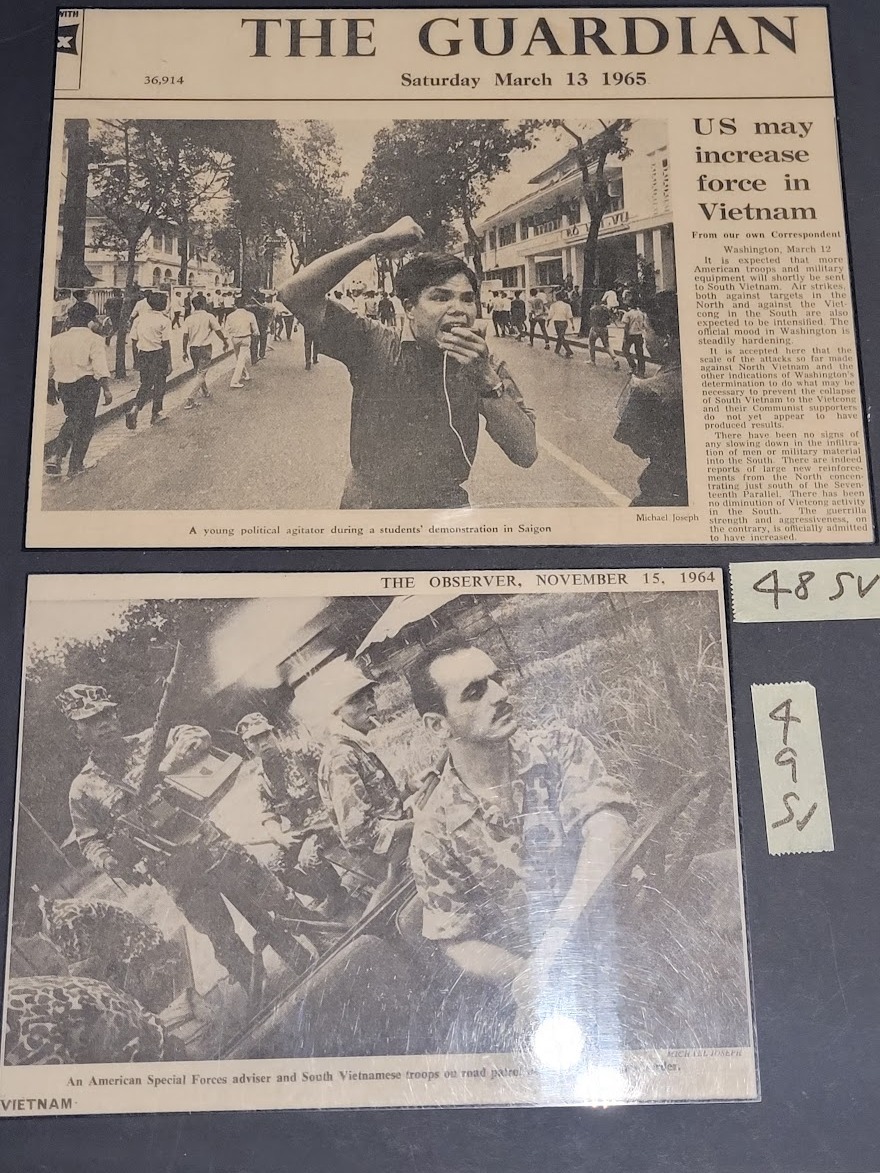 WITH
X
THE GUARDIAN
36,914
Saturday March 13 1965
US may
increase
force in
Vietnam
From our own Correspondent
Washington, March 12
It is expected that more
American troops and military
equipment will shortly be sent
to South Vietnam. Air strikes,
both against targets in the
North and against the Viet-
cong in the South are also
expected to be intensified. The
official mood in Washington is
steadily hardening.
It is accepted here that the
scale of the attacks so far made
against North Vietnam and the
other indications of Washington's
determination to do what may be
necessary to prevent the collapse
of South Vietnam to the Vietcong
and their Communist supporters
do not yet appear to have
produced results.
There have been no signs of
any slowing down in the infiltra-
tion of men or military material
into the South. There are indeed
reports of large new reinforce-
ments from the North concen-
trating just south of the Seven-
teenth Parallel. There has been
no diminution of Vietcong activity
in the South. The guerrilla
strength and aggressiveness, on
the contrary, is officially admitted
to have increased.
Michael Joseph
A young political agitator during a students' demonstration in Saigon
THE OBSERVER, NOVEMBER 15, 1964
48 SV
49
SV
MICHAEL JOSEPH
An American Special Forces adviser and South Vietnamese troops on road patrol
VIETNAM